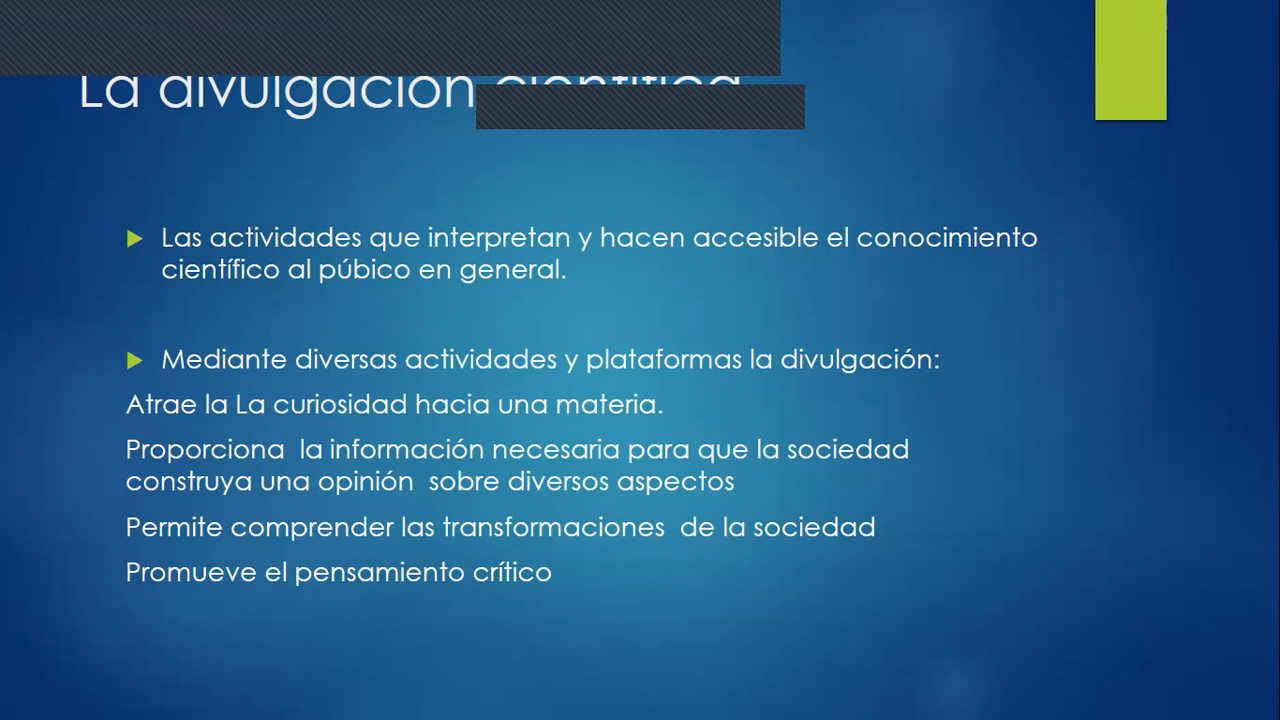 La divulgación científica
Las actividades que interpretan y hacen accesible el conocimiento
científico al púbico en general.
Mediante diversas actividades y plataformas la divulgación:
Atrae la La curiosidad hacia una materia.
Proporciona la información necesaria para que la sociedad
construya una opinión sobre diversos aspectos
Permite comprender las transformaciones de la sociedad
Promueve el pensamiento crítico